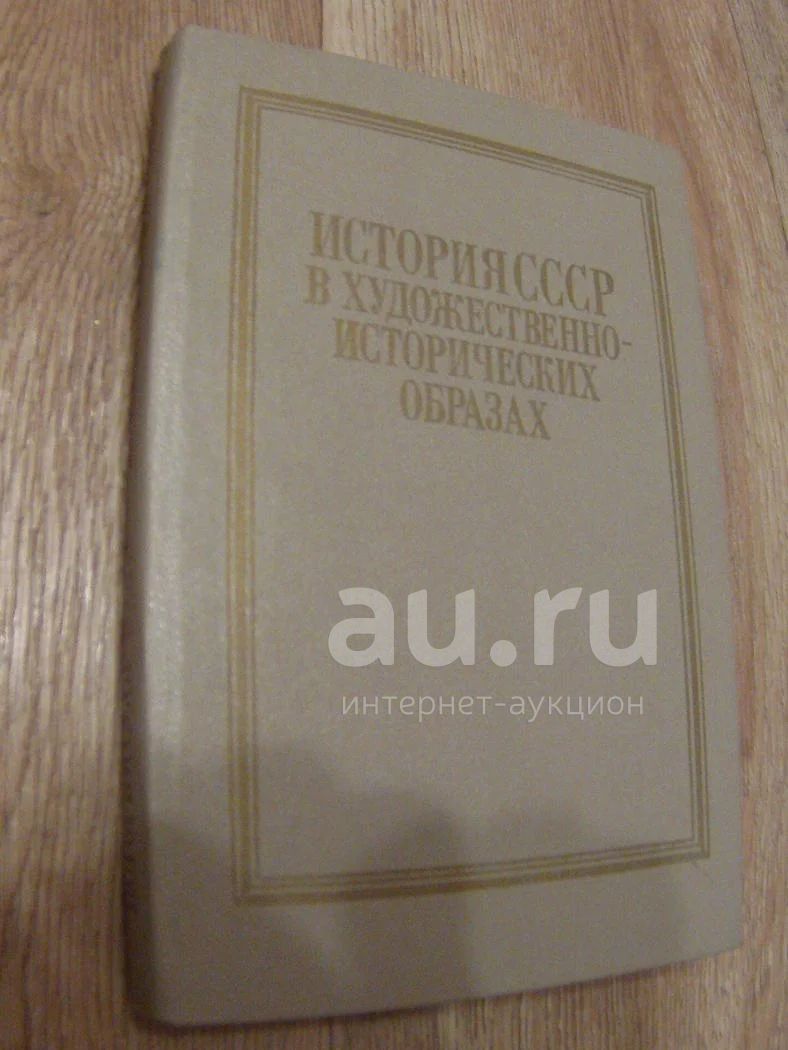 ИСТОРИЯ СССР
В ХУДОЖЕСТВЕННО-
ИСТОРИЧЕСКИХ
ОБРАЗАХ
au.ru
интернет-аукцион